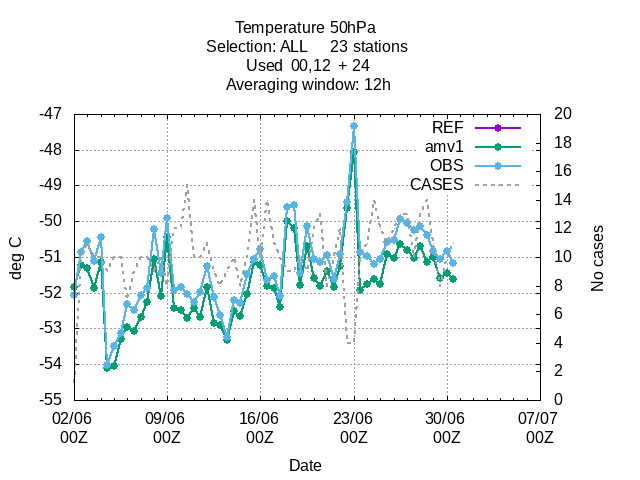 Temperature 50hPa
Selection: ALL 23 stations
Used 00,12 + 24
Averaging window: 12h
-47
-48
-49
-50
-51
-52
-53
-54
-55
deg C
20
18
16
14
12
10
8
6
4
2
0
No cases
REF
amv1
OBS
CASES
02/06 09/06 16/06 23/06 30/06 07/07
00Z 00Z 00Z 00Z 00Z 00Z
Date